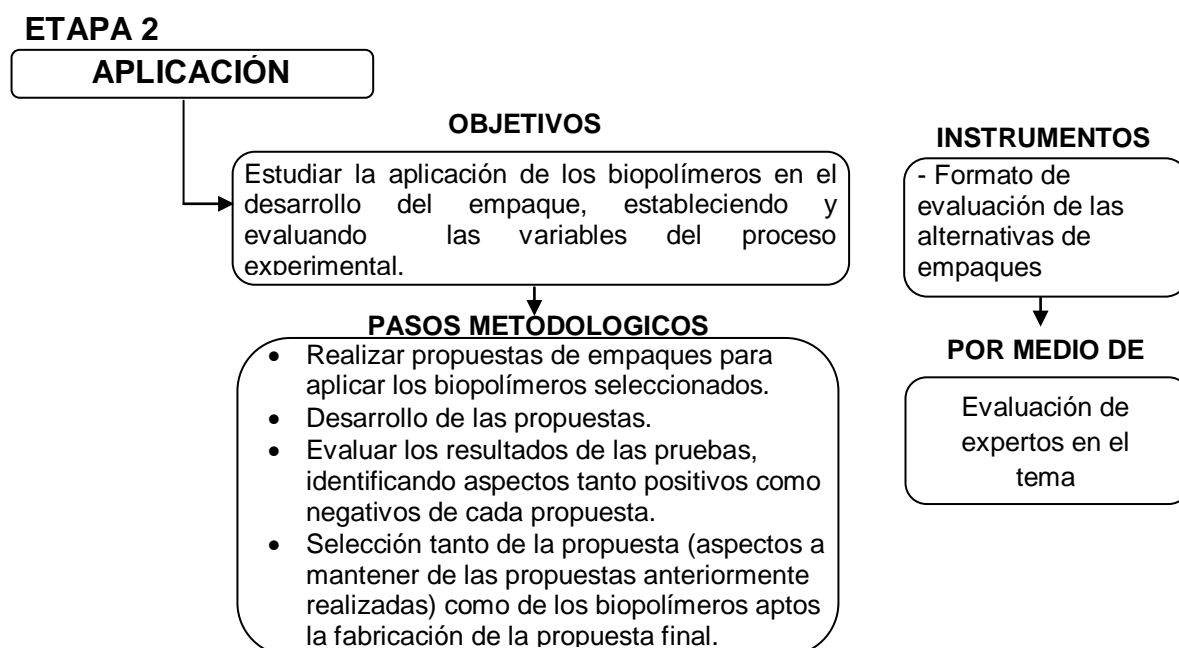 ETAPA 2
APLICACIÓN
OBJETIVOS
Estudiar la aplicación de los biopolímeros en el
desarrollo del empaque, estableciendo y
evaluando las variables del proceso
experimental.
PASOS METODOLOGICOS
• Realizar propuestas de empaques para
aplicar los biopolímeros seleccionados.
• Desarrollo de las propuestas.
• Evaluar los resultados de las pruebas,
identificando aspectos tanto positivos como
negativos de cada propuesta.
• Selección tanto de la propuesta (aspectos a
mantener de las propuestas anteriormente
realizadas) como de los biopolímeros aptos
la fabricación de la propuesta final.
INSTRUMENTOS
- Formato de
evaluación de las
alternativas de
empaques
POR MEDIO DE
Evaluación de
expertos en el
tema